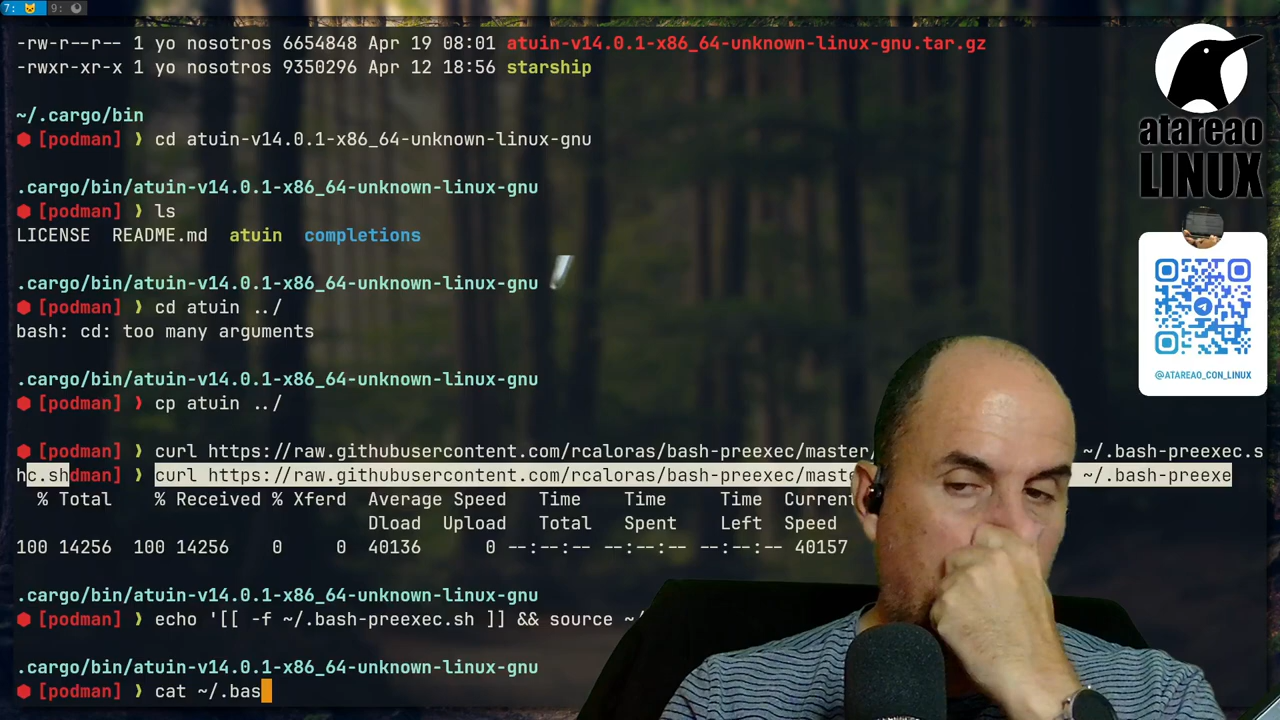 7: 9:
-rw-r--r-- 1 yo nosotros 6654848 Apr 19 08:01 atuin-v14.0.1-x86_64-unknown-linux-gnu.tar.gz
-rwxr-xr-x 1 yo nosotros 9350296 Apr 12 18:56 starship
~/.cargo/bin
[podman] ❯ cd atuin-v14.0.1-x86_64-unknown-linux-gnu
.cargo/bin/atuin-v14.0.1-x86_64-unknown-linux-gnu
[podman] ❯ ls
LICENSE README.md atuin completions
.cargo/bin/atuin-v14.0.1-x86_64-unknown-linux-gnu
[podman] ❯ cd atuin ../
bash: cd: too many arguments
.cargo/bin/atuin-v14.0.1-x86_64-unknown-linux-gnu
[podman] ❯ cp atuin ../
[podman] ❯ curl https://raw.githubusercontent.com/rcaloras/bash-preexec/master/ ~/.bash-preexec.s
hc.shdman] ❯ curl https://raw.githubusercontent.com/rcaloras/bash-preexec/maste ~/.bash-preexe
% Total % Received % Xferd Average Speed Time Time Time Current
Dload Upload Total Spent Left Speed
100 14256 100 14256 0 0 40136 0 --:--:-- --:--:-- --:--:-- 40157
.cargo/bin/atuin-v14.0.1-x86_64-unknown-linux-gnu
[podman] ❯ echo '[[ -f ~/.bash-preexec.sh ]] && source ~/
.cargo/bin/atuin-v14.0.1-x86_64-unknown-linux-gnu
[podman] ❯ cat ~/.bas
atareao
LINUX
@ATAREAO_CON_LINUX